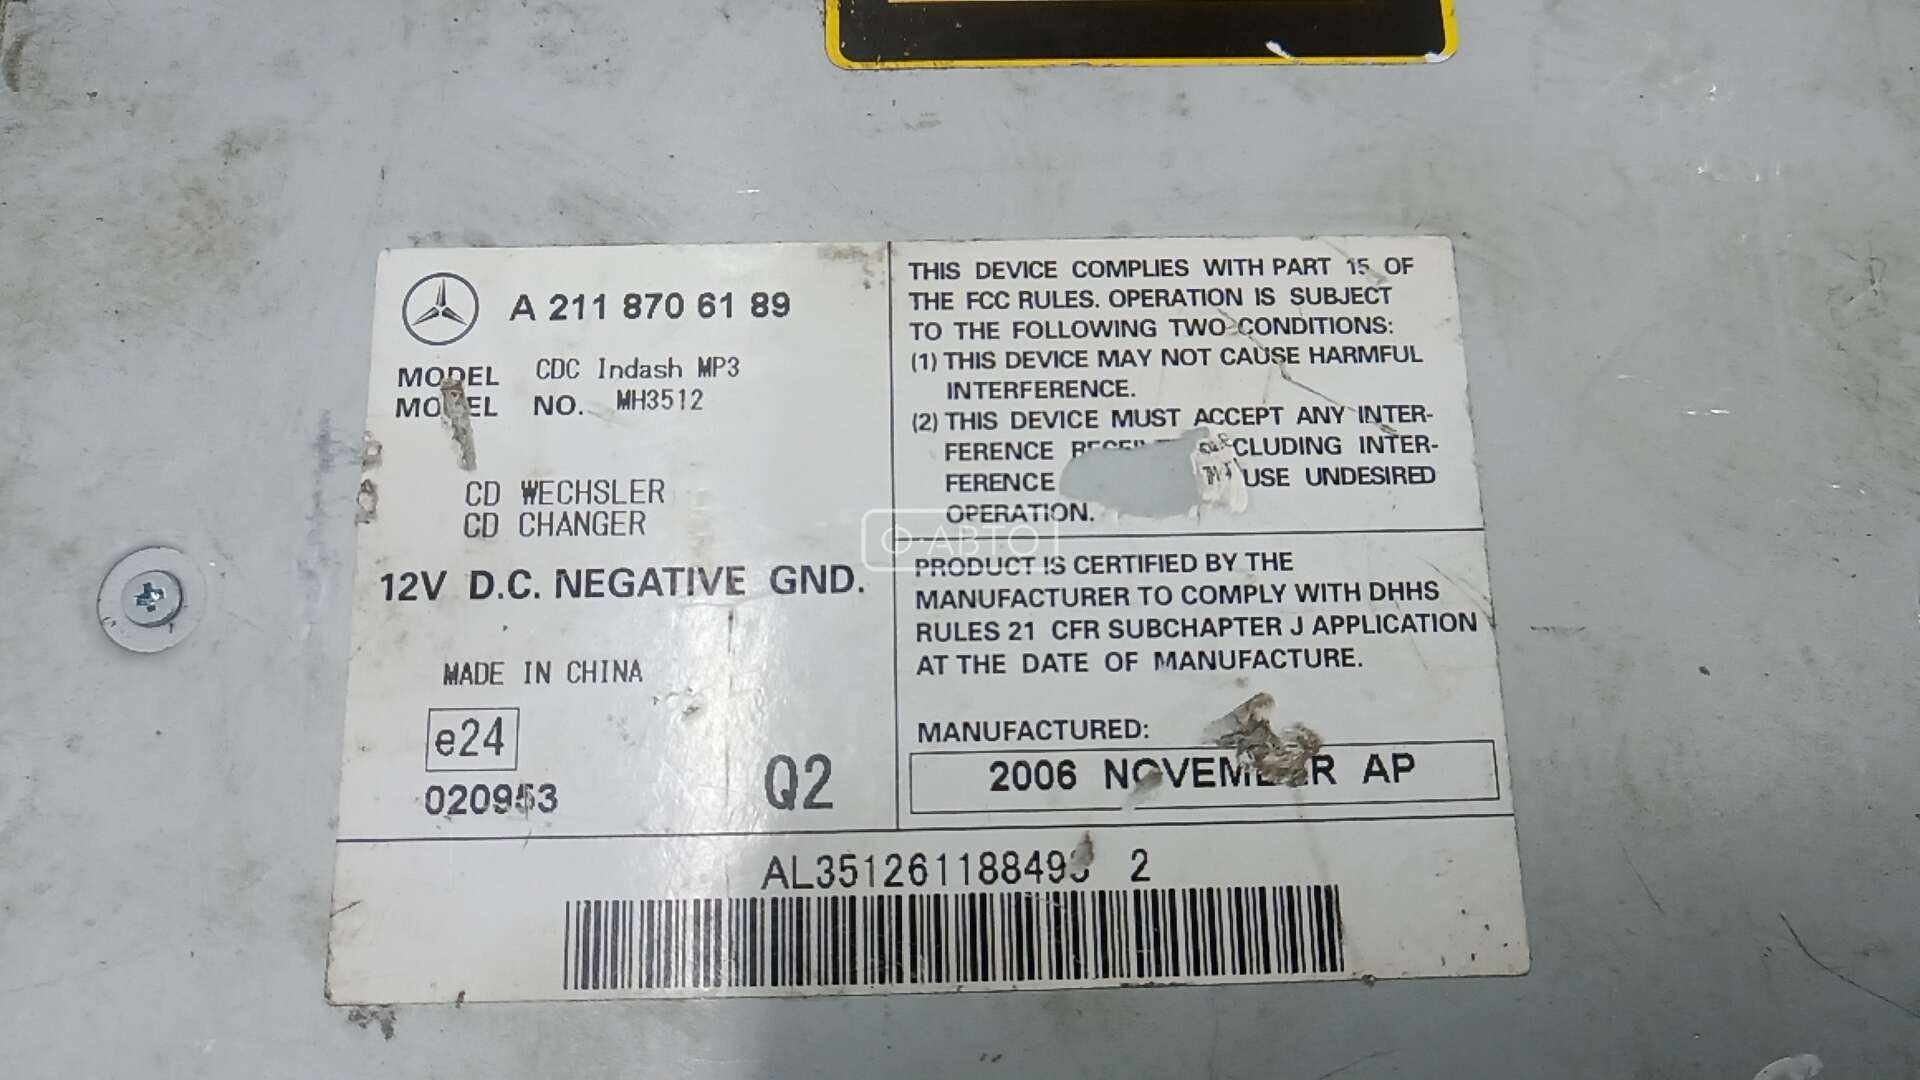 A 211 870 61 89
MODEL CDC Indash MP3
MODEL NO. MH3512
CD WECHSLER
CD CHANGER
12V D.C. NEGATIVE GND.
MADE IN CHINA
e24
020953
Q2
THIS DEVICE COMPLIES WITH PART 15 OF
THE FCC RULES. OPERATION IS SUBJECT
TO THE FOLLOWING TWO CONDITIONS:
(1) THIS DEVICE MAY NOT CAUSE HARMFUL
INTERFERENCE.
(2) THIS DEVICE MUST ACCEPT ANY INTER-
FERENCE CLUDING INTER-
FERENCE USE UNDESIRED
OPERATION.
PRODUCT IS CERTIFIED BY THE
MANUFACTURER TO COMPLY WITH DHHS
RULES 21 CFR SUBCHAPTER J APPLICATION
AT THE DATE OF MANUFACTURE.
MANUFACTURED:
2006 NOVEMBER AP
2
Ф АВТО